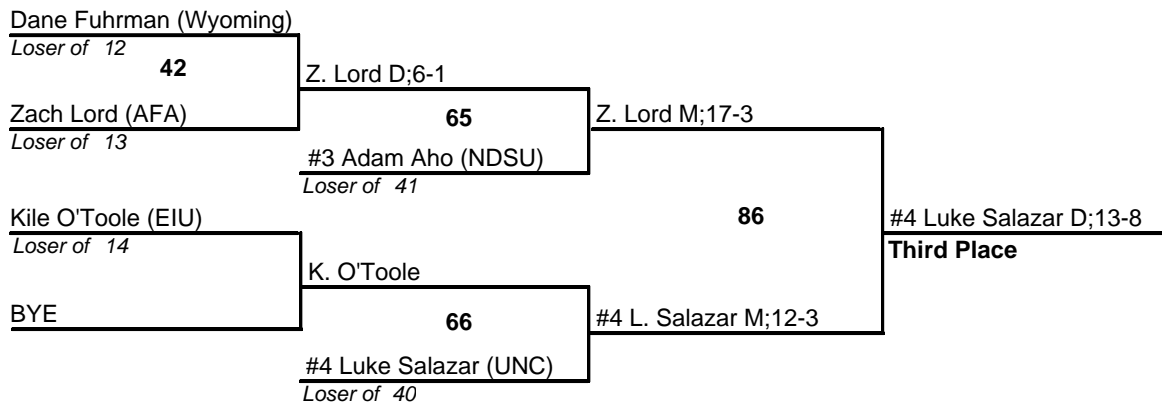 Dane Fuhrman (Wyoming)
Loser of 12
42
Z. Lord D;6-1
Zach Lord (AFA)
Loser of 13
65
Z. Lord M;17-3
#3 Adam Aho (NDSU)
Loser of 41
Kile O'Toole (EIU)
Loser of 14
86
#4 Luke Salazar D;13-8
Third Place
K. O'Toole
BYE
66
#4 L. Salazar M;12-3
#4 Luke Salazar (UNC)
Loser of 40